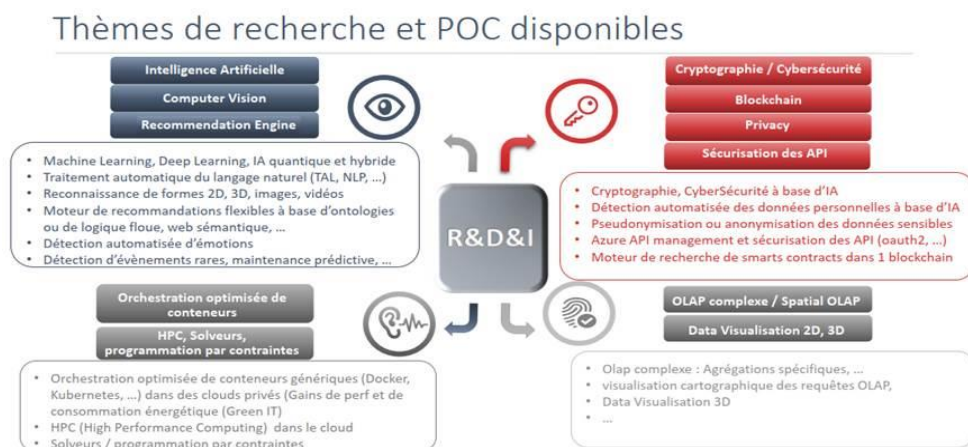 Thèmes de recherche et POC disponibles
Intelligence Artificielle
Computer Vision
Recommendation Engine
• Machine Learning, Deep Learning, IA quantique et hybride
• Traitement automatique du langage naturel (TAL, NLP, ...)
• Reconnaissance de formes 2D, 3D, images, vidéos
• Moteur de recommandations flexibles à base d'ontologies
ou de logique floue, web sémantique, ...
• Détection automatisée d'émotions
• Détection d'évènements rares, maintenance prédictive, ...
Cryptographie / Cybersécurité
Blockchain
Privacy
Sécurisation des API
• Cryptographie, CyberSécurité à base d'IA
• Détection automatisée des données personnelles à base d'IA
• Pseudonymisation ou anonymisation des données sensibles
• Azure API management et sécurisation des API (oauth2, ...)
• Moteur de recherche de smarts contracts dans 1 blockchain
R&D&I
Orchestration optimisée de
conteneurs
HPC, Solveurs,
programmation par contraintes
• Orchestration optimisée de conteneurs génériques (Docker,
Kubernetes, ...) dans des clouds privés (Gains de perf et de
consommation énergétique (Green IT)
• HPC (High Performance Computing) dans le cloud
• Solveurs / programmation par contraintes
OLAP complexe / Spatial OLAP
Data Visualisation 2D, 3D
• Olap complexe : Agrégations spécifiques, ...
• visualisation cartographique des requêtes OLAP,
• Data Visualisation 3D
• ...